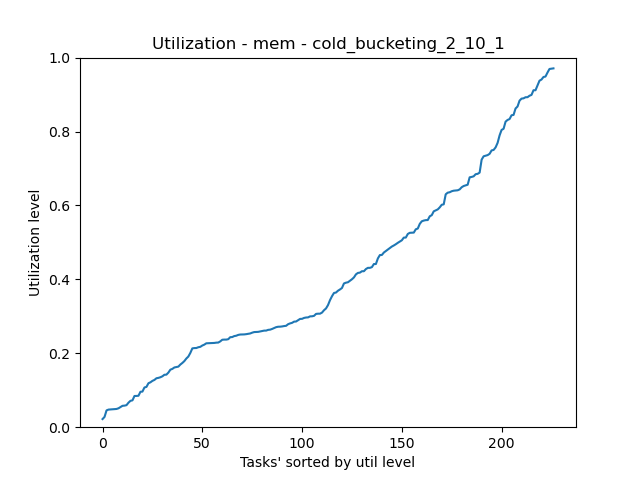 Utilization - mem - cold_bucketing_2_10_1
1.0
0.8
0.6
0.4
0.2
0.0
Utilization level
0 50 100 150 200
Tasks' sorted by util level